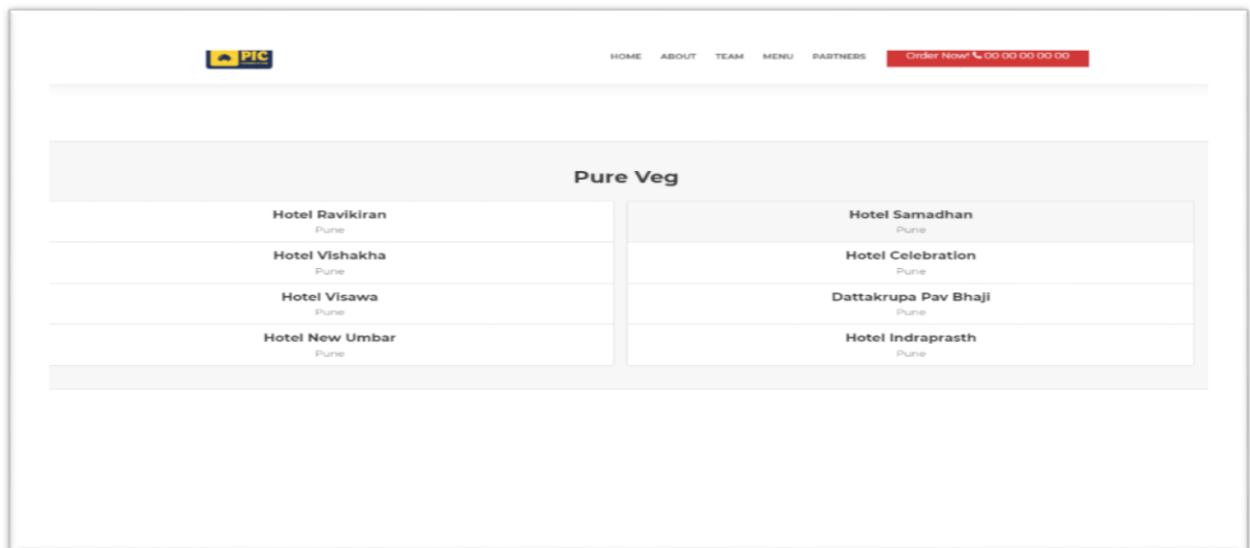 PIC
HOME ABOUT TEAM MENU PARTNERS Order Now! 00 00 00 00 00
Pure Veg
Hotel Ravikiran
Pune
Hotel Vishakha
Pune
Hotel Visawa
Pune
Hotel New Umbar
Pune
Hotel Samadhan
Pune
Hotel Celebration
Pune
Dattakrupa Pav Bhaji
Pune
Hotel Indraprasth
Pune